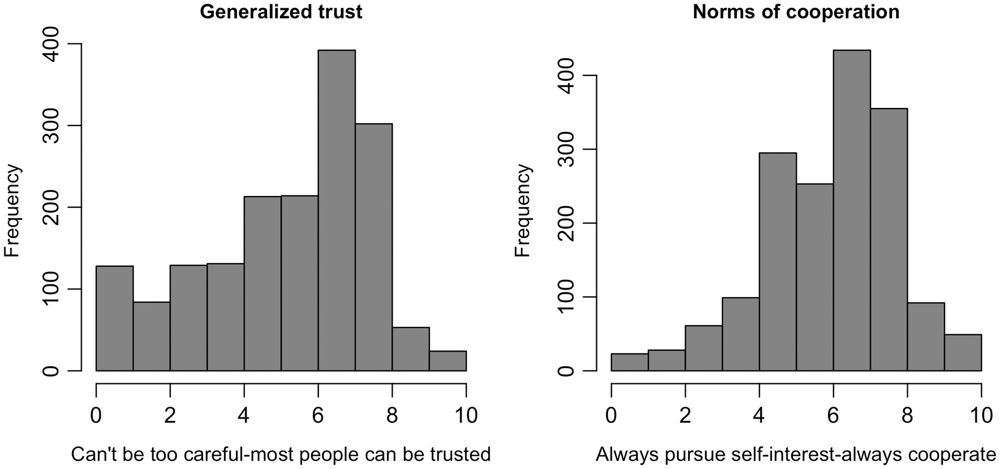 Generalized trust
Frequency
400
300
200
100
0
0 2 4 6 8 10
Can't be too careful-most people can be trusted
Norms of cooperation
Frequency
400
300
200
100
0
0 2 4 6 8 10
Always pursue self-interest-always cooperate